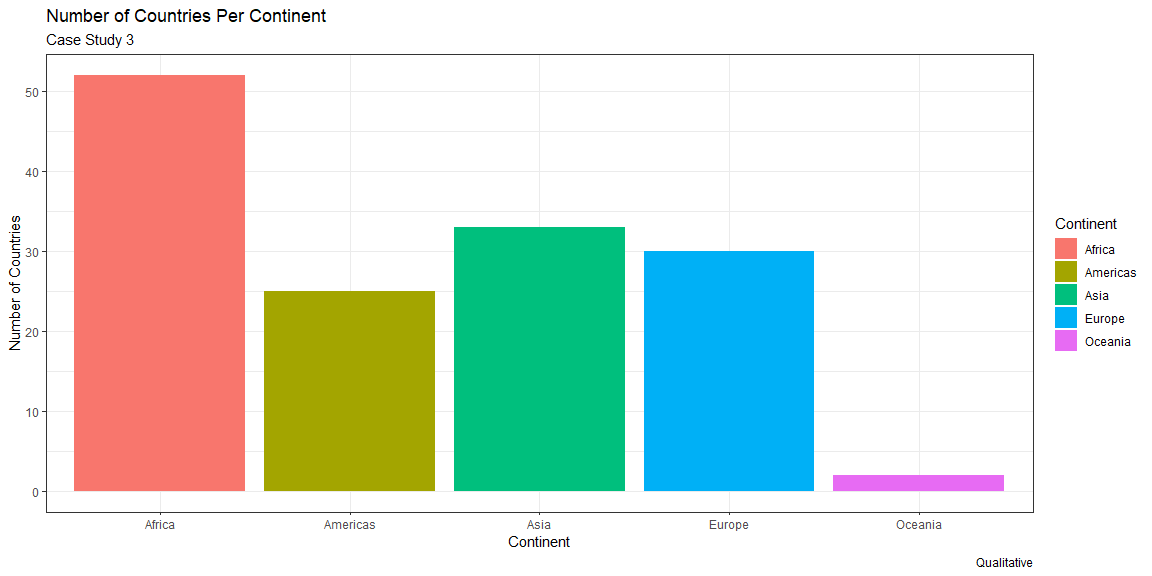 Number of Countries Per Continent
Case Study 3
Number of Countries
50
40
30
20
10
0
Africa
Americas
Asia
Europe
Oceania
Continent
Continent
Africa
Americas
Asia
Europe
Oceania
Qualitative